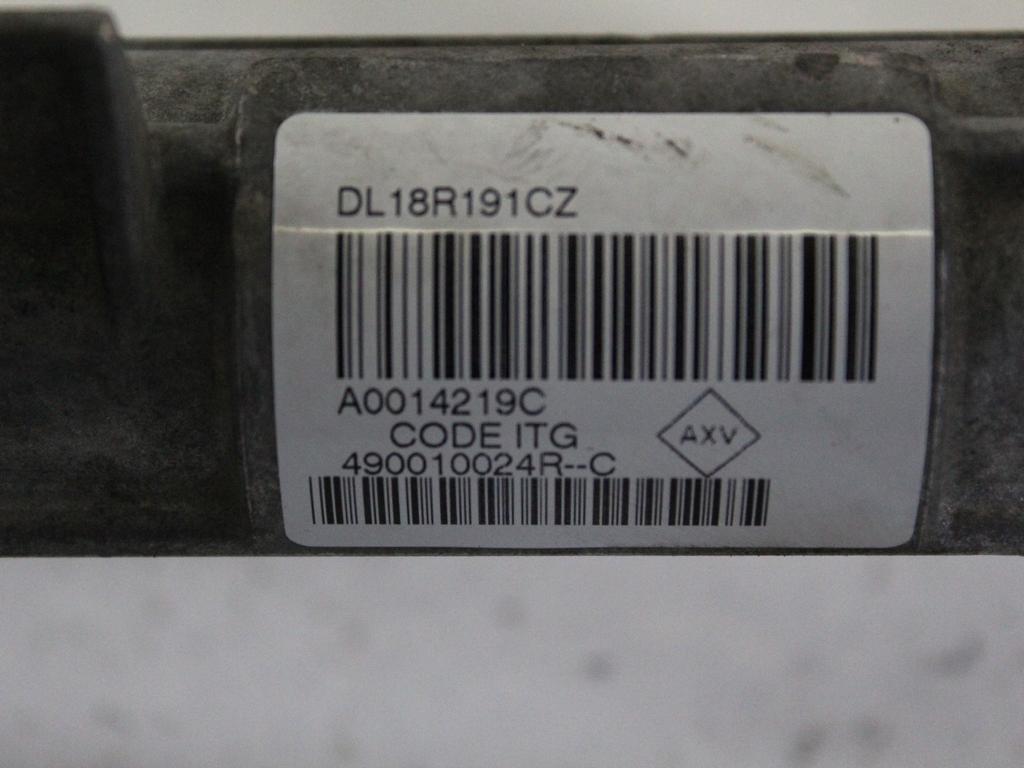 DL18R191CZ
A0014219C
CODE ITG
AXV
490010024R--C